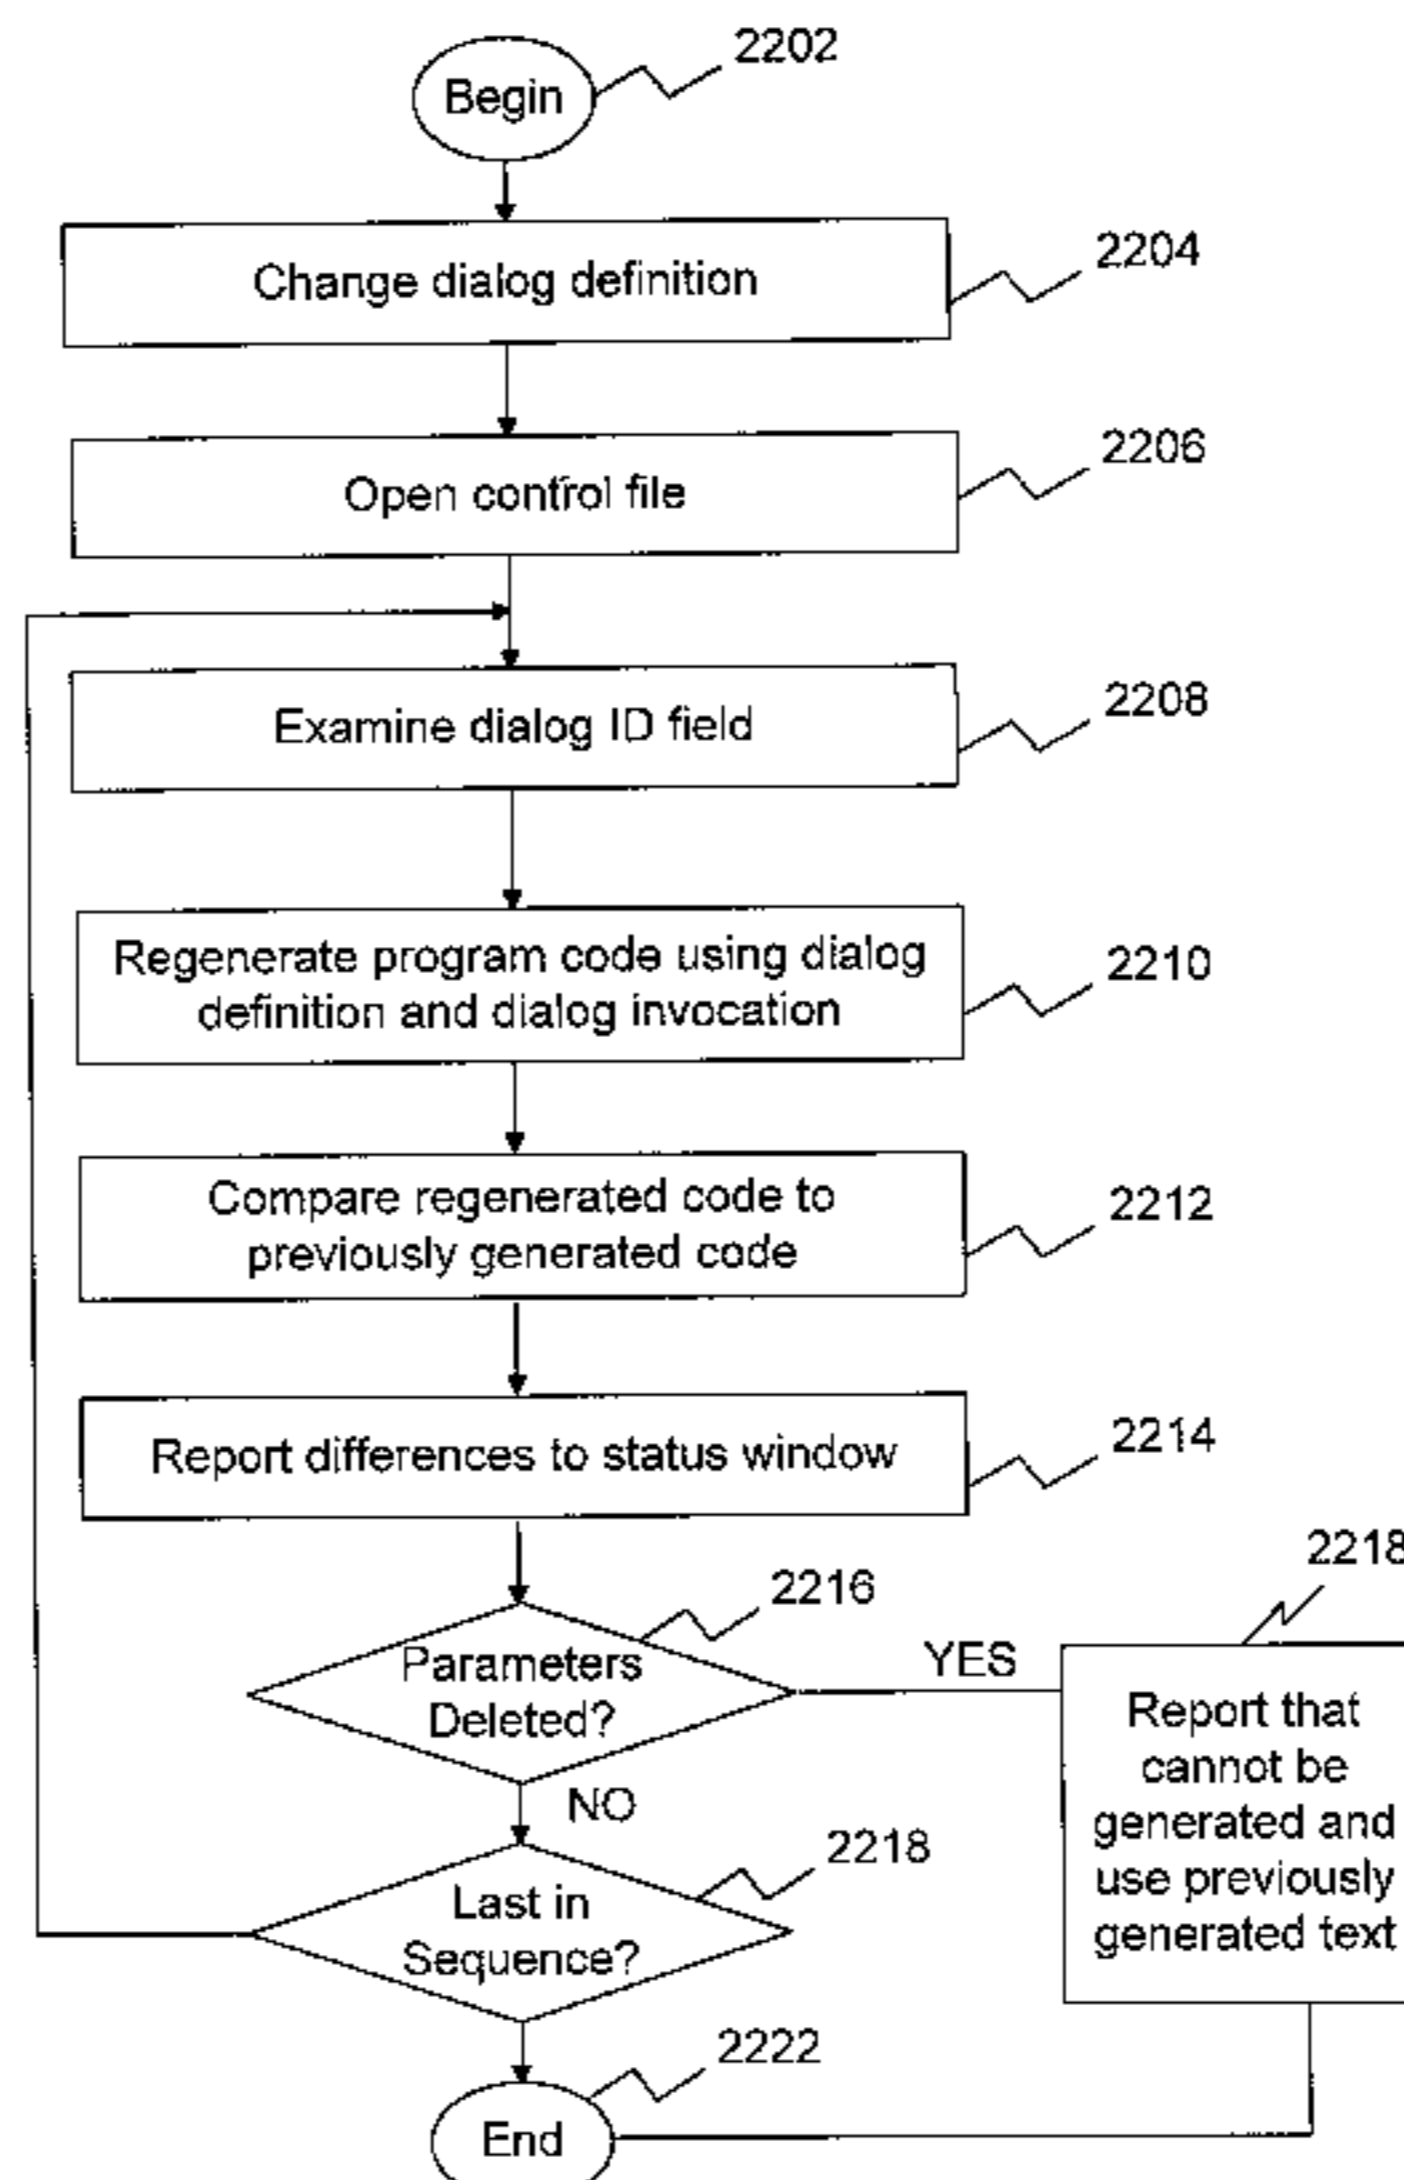 2202
Begin
2204
Change dialog definition
2206
Open control file
2208
Examine dialog ID field
2210
Regenerate program code using dialog
definition and dialog invocation
2212
Compare regenerated code to
previously generated code
2214
Report differences to status window
2216
Parameters
Deleted?
YES
2218
Report that
cannot be
generated and
use previously
generated text
NO
2218
Last in
Sequence?
2222
End